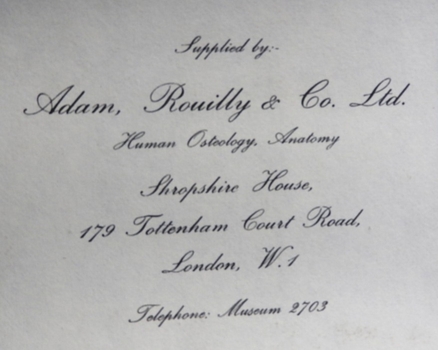 Supplied by:-
Adam, Rouilly & Co. Ltd.
Human Osteology, Anatomy
Shropshire House,
179 Tottenham Court Road,
London, W.1
Telephone: Museum 2703